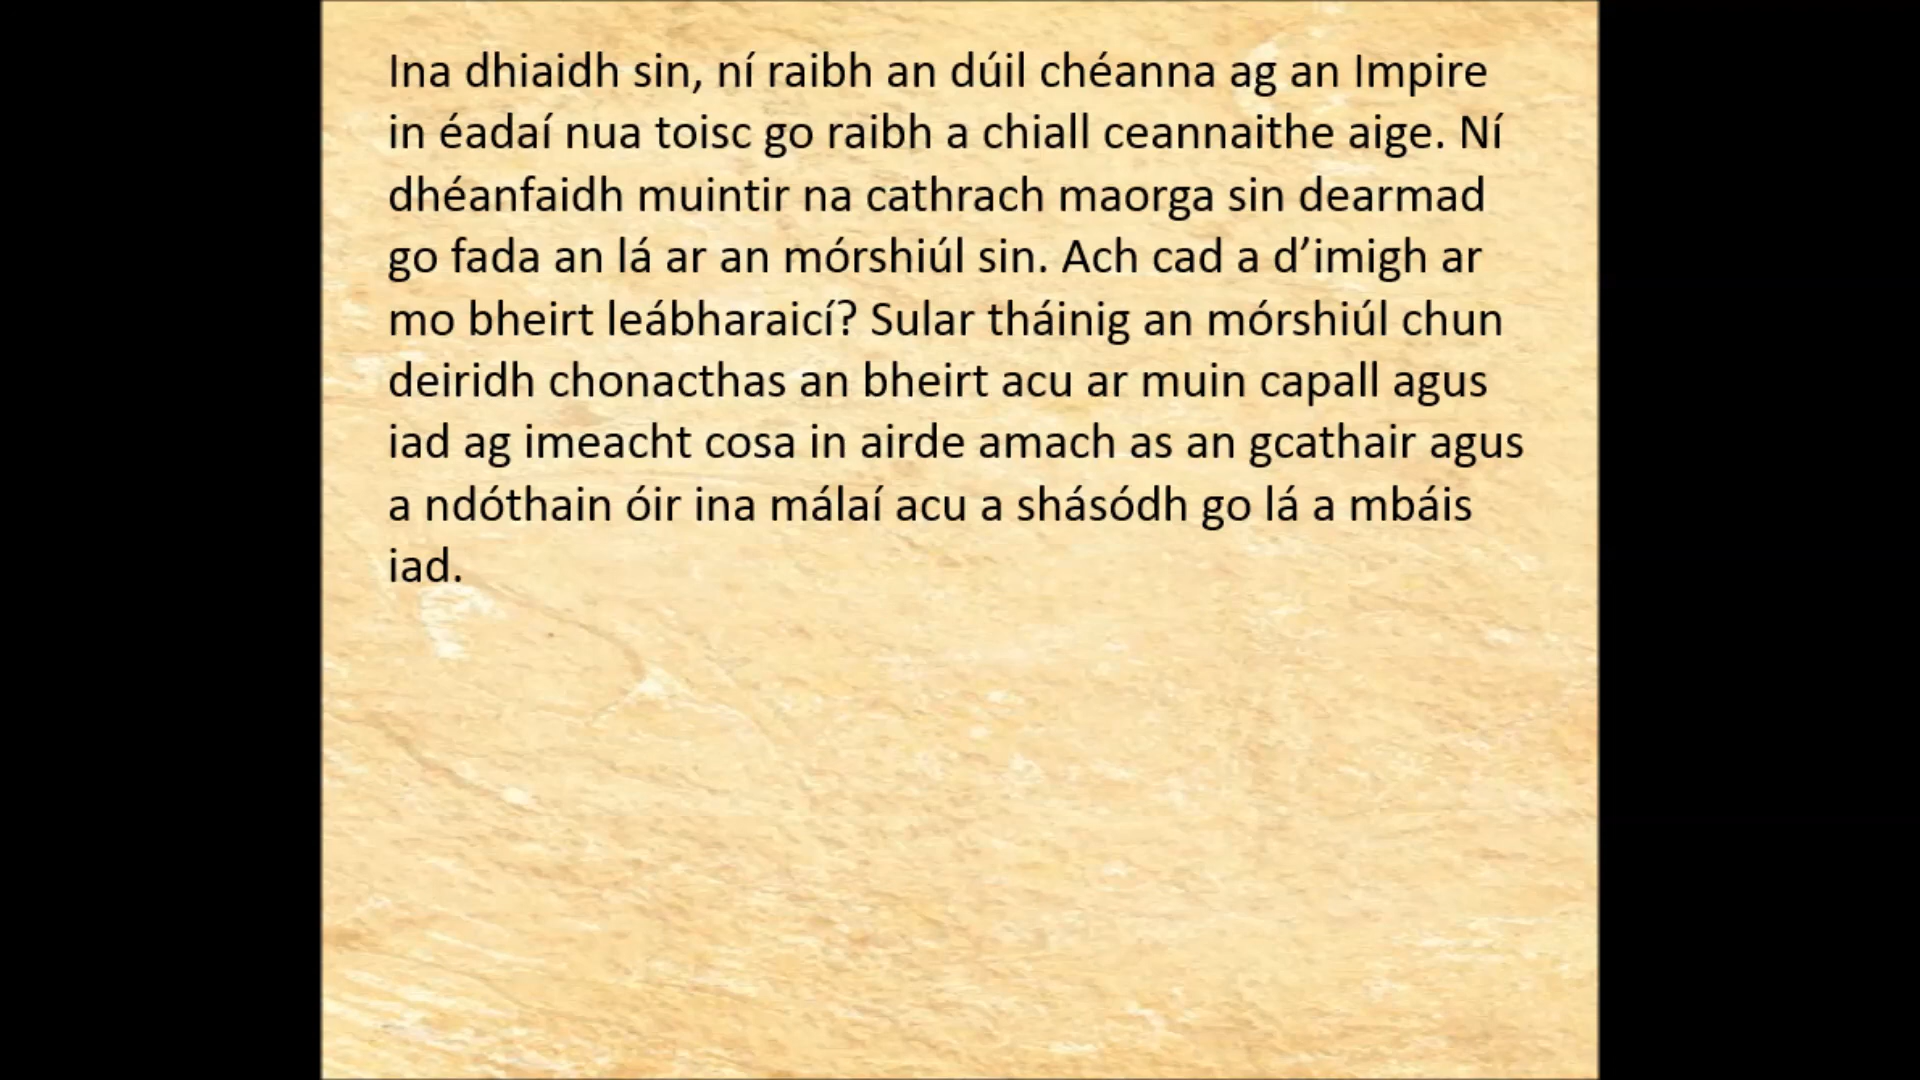 Ina dhiaidh sin, ní raibh an dúil chéanna ag an Impire
in éadaí nua toisc go raibh a chiall ceannaithe aige. Ní
dhéanfaidh muintir na cathrach maorga sin dearmad
go fada an lá ar an mórshiúl sin. Ach cad a d’imigh ar
mo bheirt leábharaicí? Sular tháinig an mórshiúl chun
deiridh chonacthas an bheirt acu ar muin capall agus
iad ag imeacht cosa in airde amach as an gcathair agus
a ndóthain óir ina málaí acu a shásódh go lá a mbáis
iad.